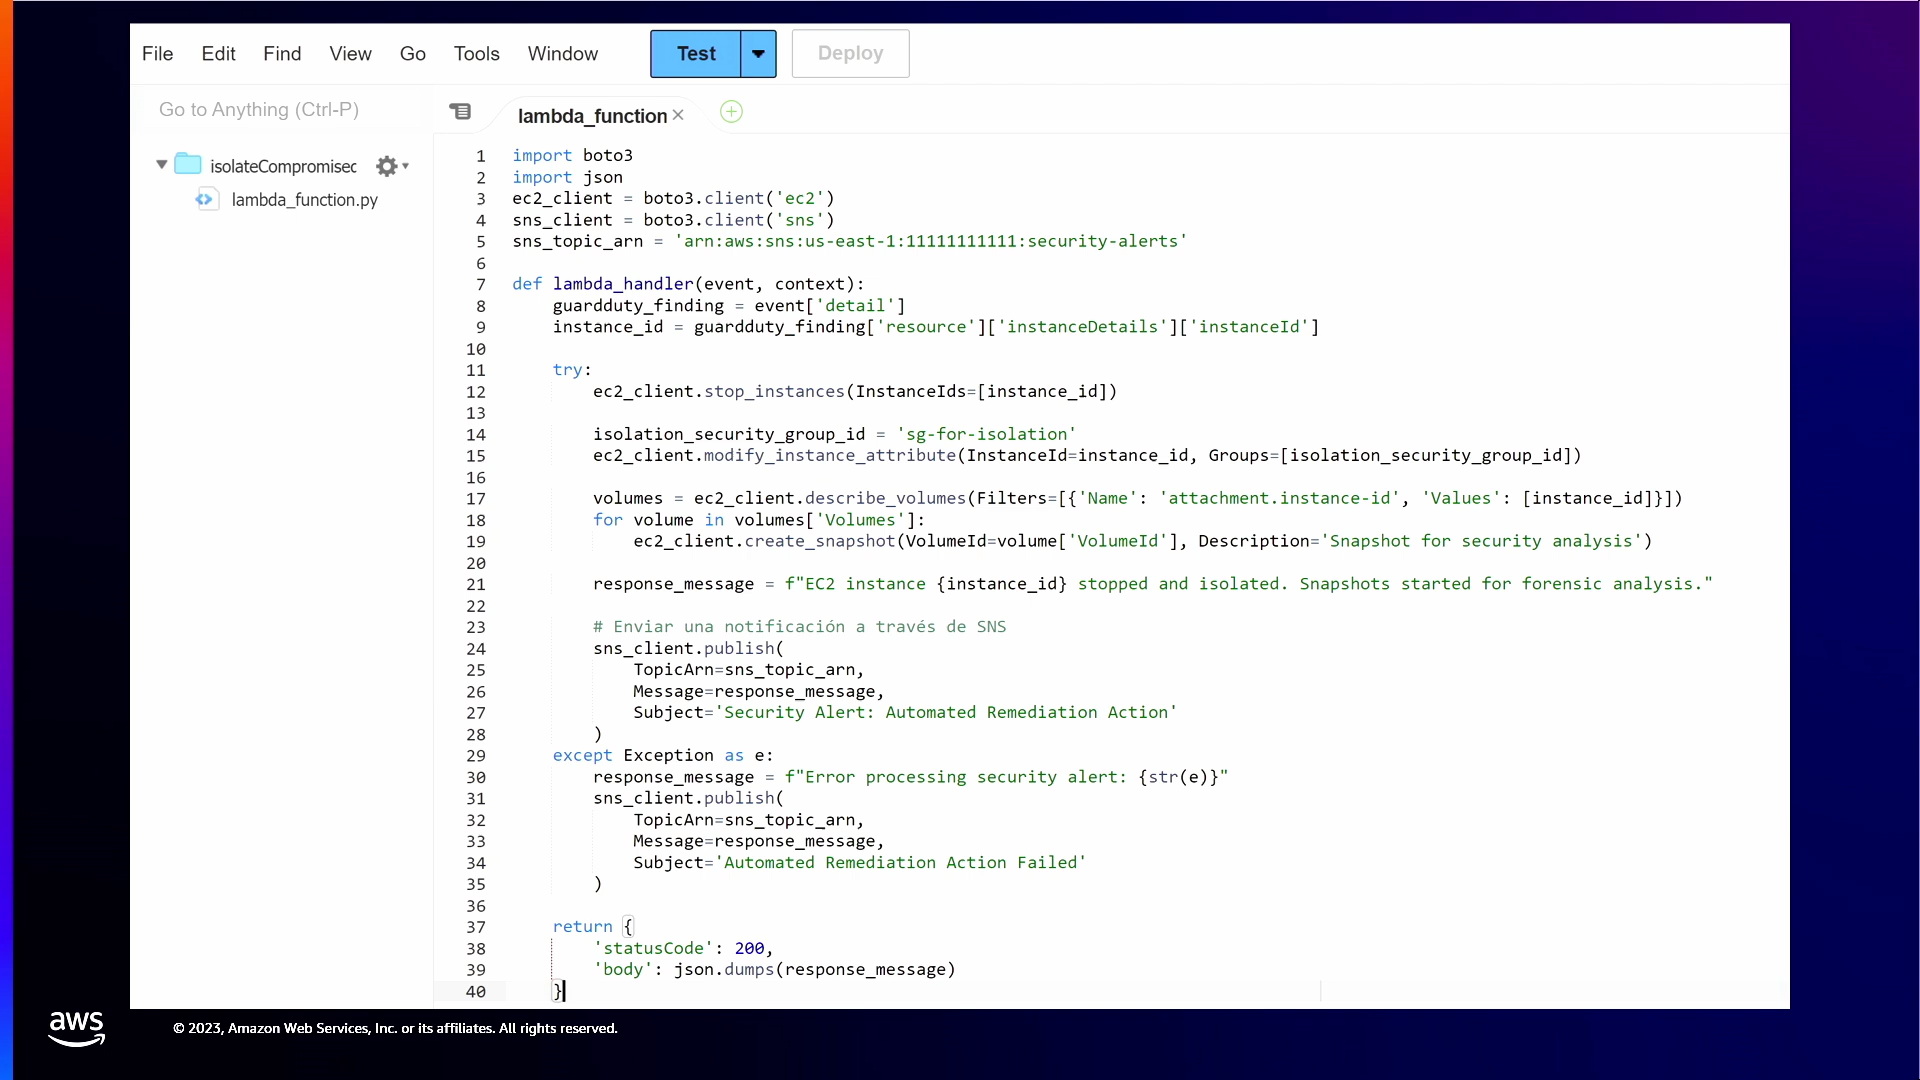 File Edit Find View Go Tools Window Test Deploy
Go to Anything (Ctrl-P)
lambda_function
isolateCompromisec
lambda_function.py
1 import boto3
2 import json
3 ec2_client = boto3.client('ec2')
4 sns_client = boto3.client('sns')
5 sns_topic_arn = 'arn:aws:sns:us-east-1:11111111111:security-alerts'
6
7 def lambda_handler(event, context):
8     guardduty_finding = event['detail']
9     instance_id = guardduty_finding['resource']['instanceDetails']['instanceId']
10
11     try:
12         ec2_client.stop_instances(InstanceIds=[instance_id])
13
14         isolation_security_group_id = 'sg-for-isolation'
15         ec2_client.modify_instance_attribute(InstanceId=instance_id, Groups=[isolation_security_group_id])
16
17         volumes = ec2_client.describe_volumes(Filters=[{'Name': 'attachment.instance-id', 'Values': [instance_id]}])
18         for volume in volumes['Volumes']:
19             ec2_client.create_snapshot(VolumeId=volume['VolumeId'], Description='Snapshot for security analysis')
20
21         response_message = f"EC2 instance {instance_id} stopped and isolated. Snapshots started for forensic analysis."
22
23         # Enviar una notificación a través de SNS
24         sns_client.publish(
25             TopicArn=sns_topic_arn,
26             Message=response_message,
27             Subject='Security Alert: Automated Remediation Action'
28         )
29     except Exception as e:
30         response_message = f"Error processing security alert: {str(e)}"
31         sns_client.publish(
32             TopicArn=sns_topic_arn,
33             Message=response_message,
34             Subject='Automated Remediation Action Failed'
35         )
36
37     return {
38         'statusCode': 200,
39         'body': json.dumps(response_message)
40     }
aws
© 2023, Amazon Web Services, Inc. or its affiliates. All rights reserved.